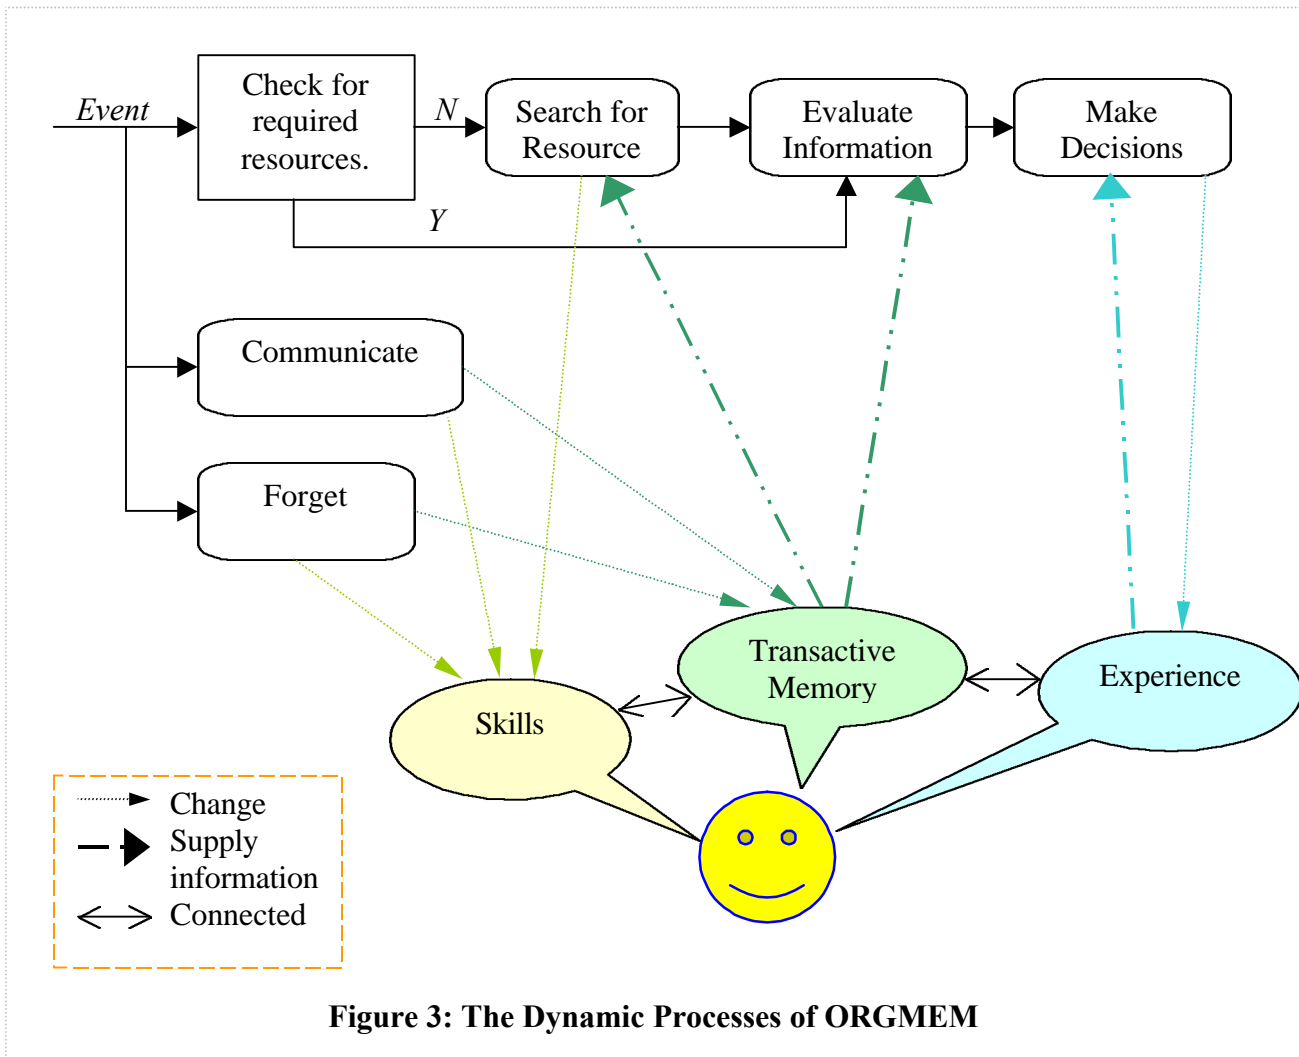 Event
Check for
required
resources.
N
Search for
Resource
Evaluate
Information
Make
Decisions
Y
Communicate
Forget
Transactive
Memory
Experience
Skills
Change
Supply
information
Connected
Figure 3: The Dynamic Processes of ORGMEM